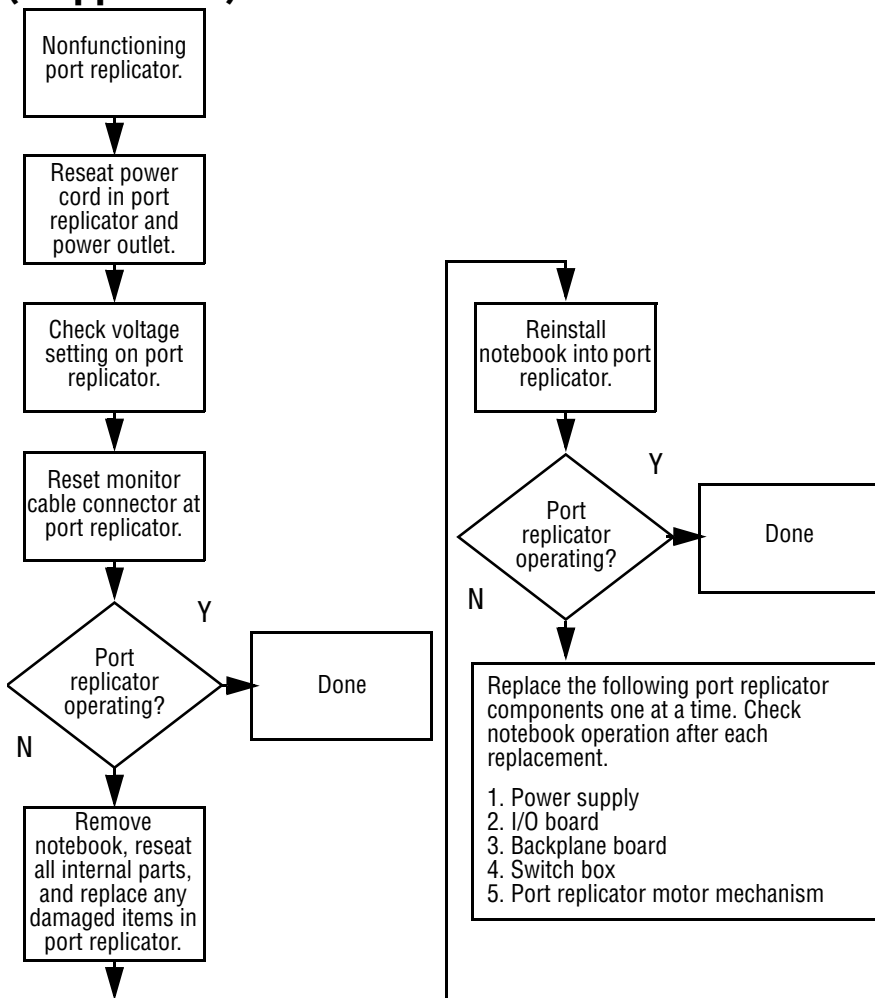 Nonfunctioning
port replicator.
Reseat power
cord in port
replicator and
power outlet.
Check voltage
setting on port
replicator.
Reset monitor
cable connector at
port replicator.
Port
replicator
operating?
Y
Done
N
Remove
notebook, reseat
all internal parts,
and replace any
damaged items in
port replicator.
Reinstall
notebook into port
replicator.
Port
replicator
operating?
Y
Done
N
Replace the following port replicator
components one at a time. Check
notebook operation after each
replacement.
1. Power supply
2. I/O board
3. Backplane board
4. Switch box
5. Port replicator motor mechanism